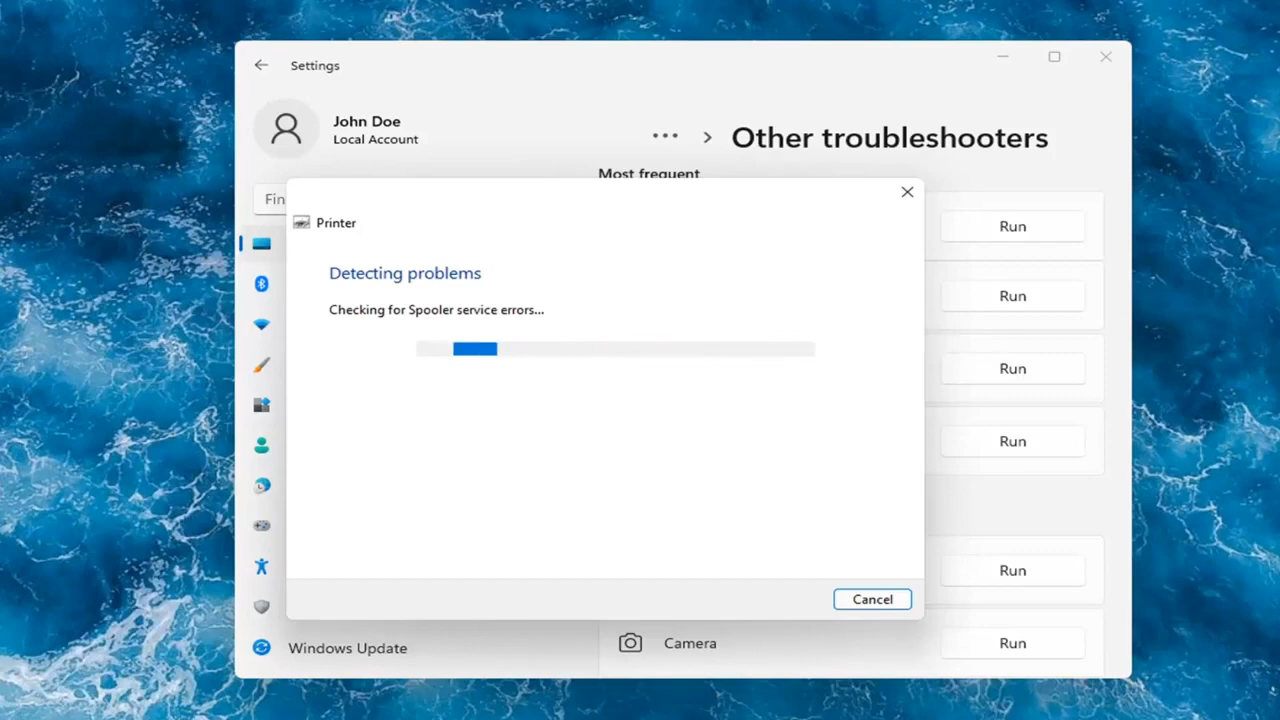 Settings
John Doe
Local Account
••• > Other troubleshooters
Most frequent
Fin
Run
Printer
Detecting problems
Run
Checking for Spooler service errors...
Run
Run
Run
Cancel
Windows Update
Camera
Run